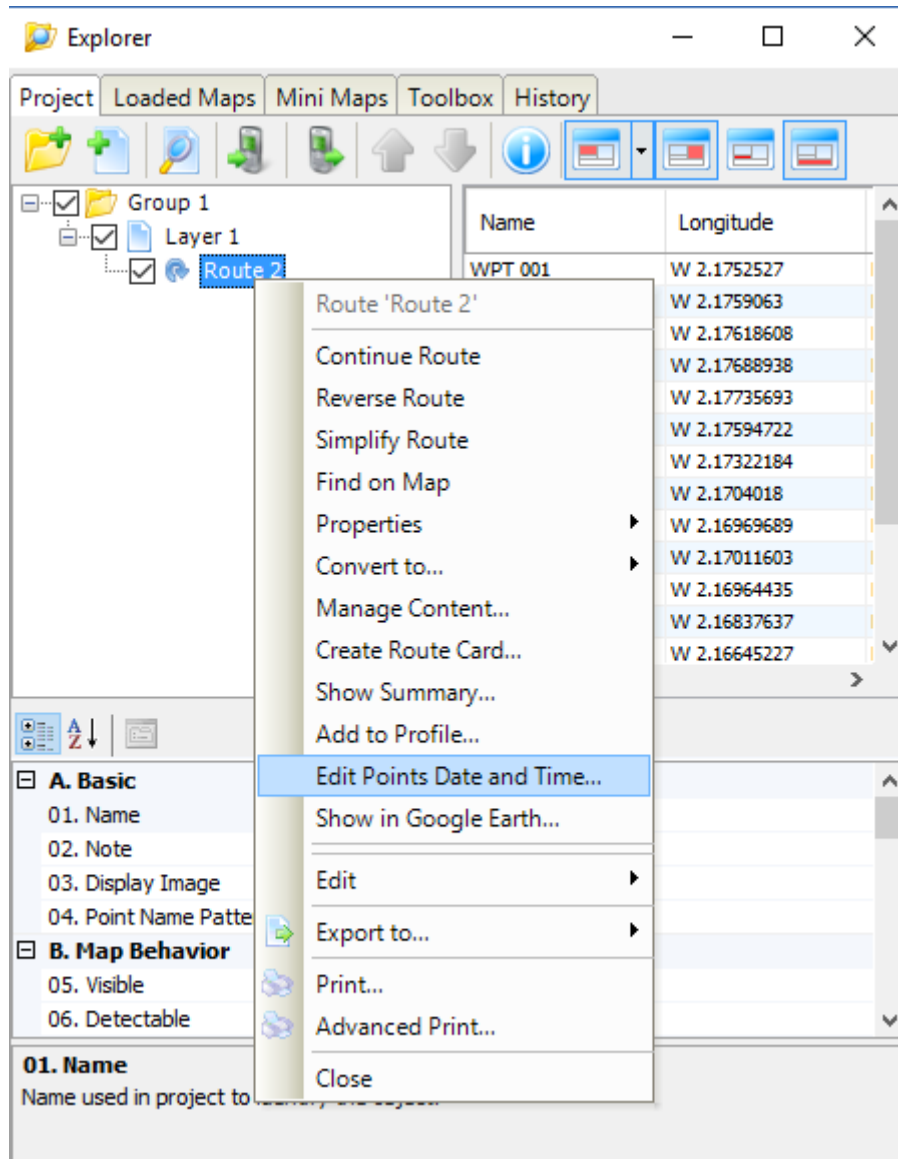 Explorer
Project Loaded Maps Mini Maps Toolbox History
Group 1
Layer 1
Route 2
Name Longitude
WPT 001 W 2.1752527
W 2.1759063
W 2.17618608
W 2.17688938
W 2.17735693
W 2.17594722
W 2.17322184
W 2.1704018
W 2.16969689
W 2.17011603
W 2.16964435
W 2.16837637
W 2.16645227
Route 'Route 2'
Continue Route
Reverse Route
Simplify Route
Find on Map
Properties
Convert to...
Manage Content...
Create Route Card...
Show Summary...
Add to Profile...
Edit Points Date and Time...
Show in Google Earth...
Edit
Export to...
Print...
Advanced Print...
Close
A. Basic
01. Name
02. Note
03. Display Image
04. Point Name Patte
B. Map Behavior
05. Visible
06. Detectable
01. Name
Name used in project to